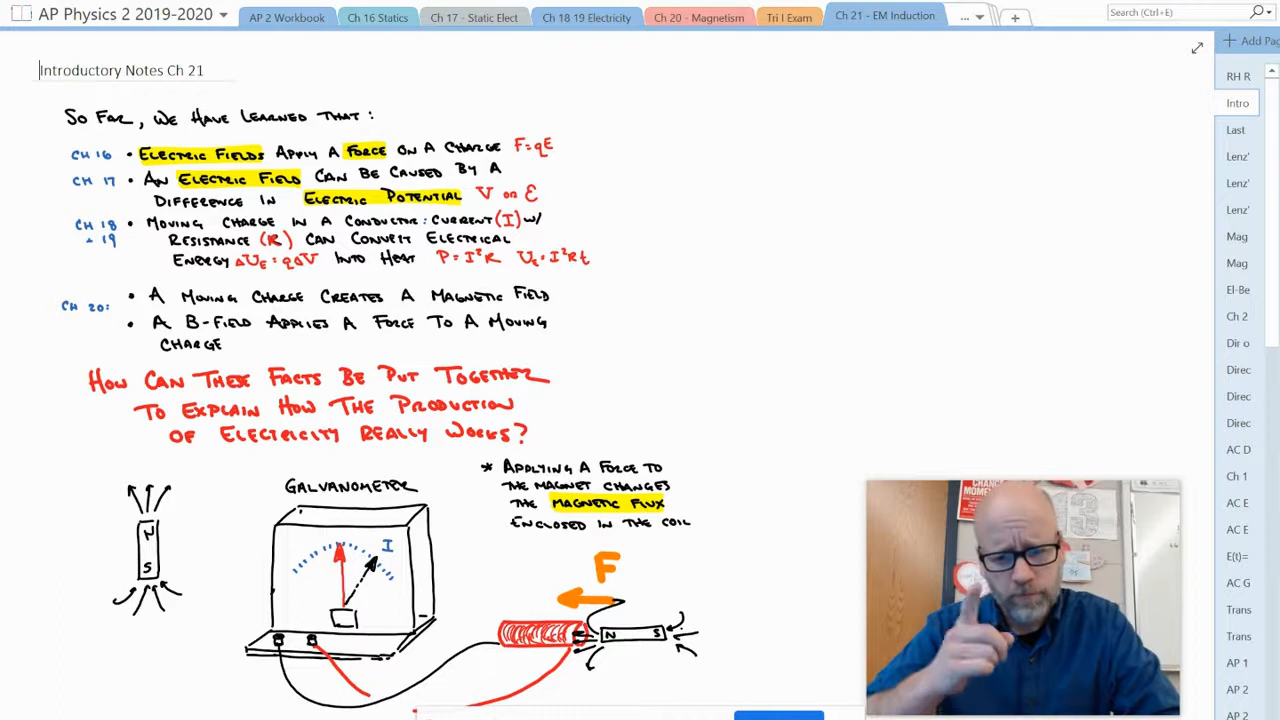 AP Physics 2 2019-2020
AP 2 Workbook
Ch 16 Statics
Ch 17 - Static Elect
Ch 18 19 Electricity
Ch 20 - Magnetism
Tri I Exam
Ch 21 - EM Induction
...
Search (Ctrl+E)
Add Pag
Introductory Notes Ch 21
SO FAR, WE HAVE LEARNED THAT:
CH 16 • ELECTRIC FIELDS APPLY A FORCE ON A CHARGE F=qE
CH 17 • AN ELECTRIC FIELD CAN BE CAUSED BY A
DIFFERENCE IN ELECTRIC POTENTIAL V OR Ɛ
CH 18 • MOVING CHARGE IN A CONDUCTOR: CURRENT (I) W/
+ 19 RESISTANCE (R) CAN CONVERT ELECTRICAL
ENERGY ΔU_E=qΔV INTO HEAT P=I²R U_E=I²Rt
CH 20: • A MOVING CHARGE CREATES A MAGNETIC FIELD
• A B-FIELD APPLIES A FORCE TO A MOVING
CHARGE
HOW CAN THESE FACTS BE PUT TOGETHER
TO EXPLAIN HOW THE PRODUCTION
OF ELECTRICITY REALLY WORKS?
* APPLYING A FORCE TO
THE MAGNET CHANGES
THE MAGNETIC FLUX
ENCLOSED IN THE COIL
GALVANOMETER
I
N
S
F
N S
CHANGE
MOMEN
RH R
Intro
Last
Lenz'
Lenz'
Lenz'
Mag
Mag
El-Be
Ch 2
Dir o
Direc
Direc
Direc
AC D
Ch 1
AC E
AC E
E(t)=
AC G
Trans
Trans
AP 1
AP 2
AP 2